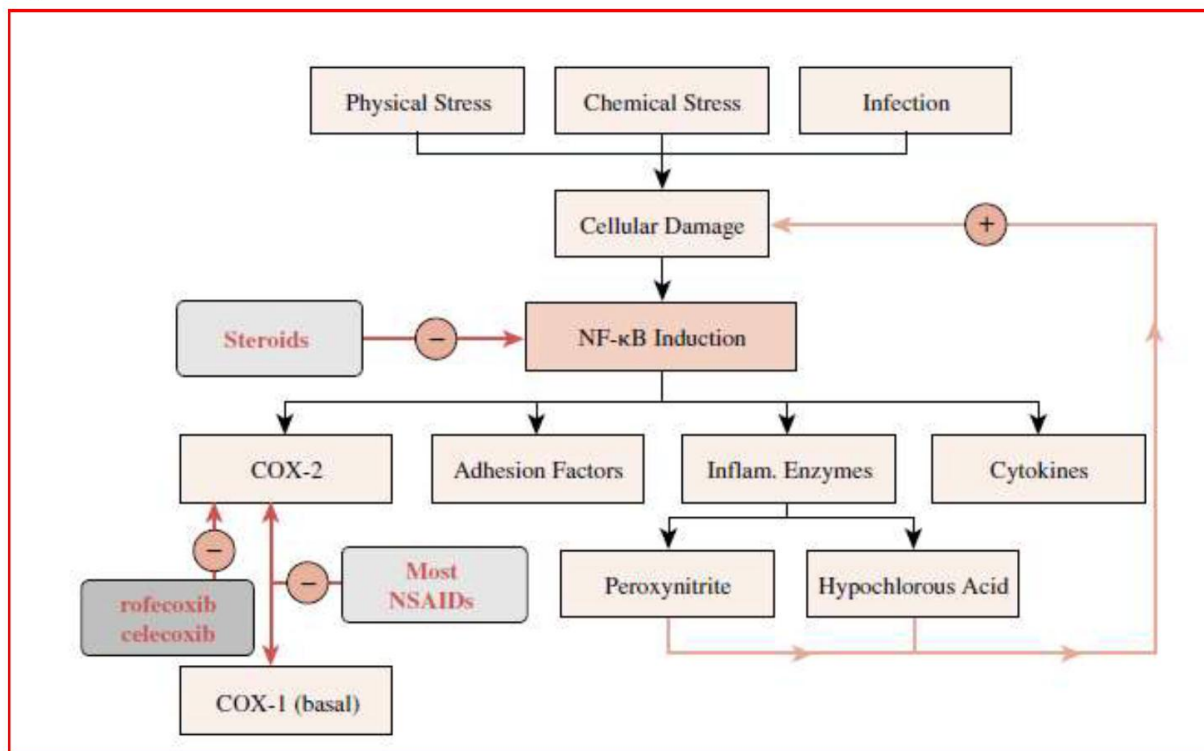 Physical Stress
Chemical Stress
Infection
Cellular Damage
+
Steroids
−
NF-κB Induction
COX-2
Adhesion Factors
Inflam. Enzymes
Cytokines
−
−
Most
NSAIDs
rofecoxib
celecoxib
Peroxynitrite
Hypochlorous Acid
COX-1 (basal)